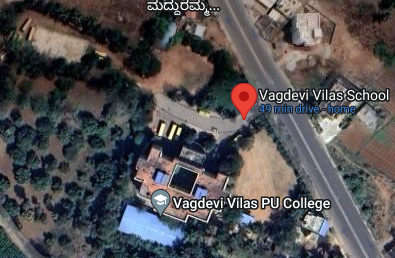 ಮದ್ದುರಮ್ಮ...
Vagdevi Vilas School
49 min drive - home
Vagdevi Vilas PU College